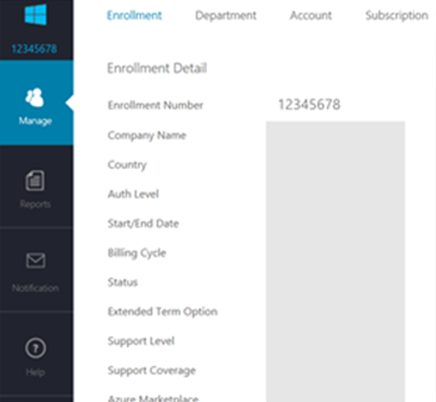 Enrollment Department Account Subscription
12345678
Enrollment Detail
Manage
Enrollment Number 12345678
Company Name
Country
Auth Level
Reports
Start/End Date
Billing Cycle
Status
Notification
Extended Term Option
Support Level
Support Coverage
Help
Azure Marketplace